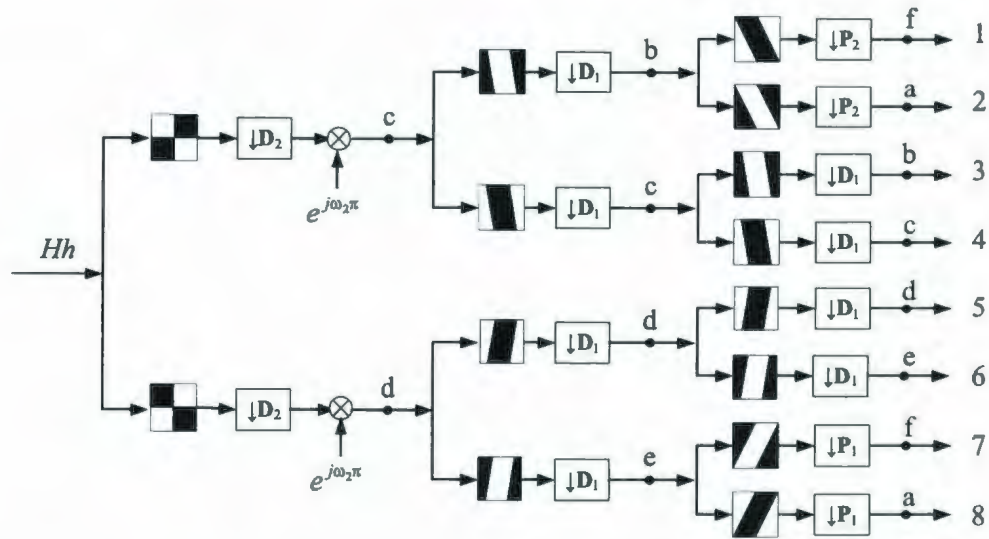 f 1
↓P₂
b
↓D₁
a 2
↓P₂
c
↓D₂
e^{jω₂π}
b 3
↓D₁
c
↓D₁
c 4
↓D₁
Hh
d 5
↓D₁
d
↓D₁
e 6
↓D₁
d
↓D₂
e^{jω₂π}
f 7
↓P₁
e
↓D₁
a 8
↓P₁